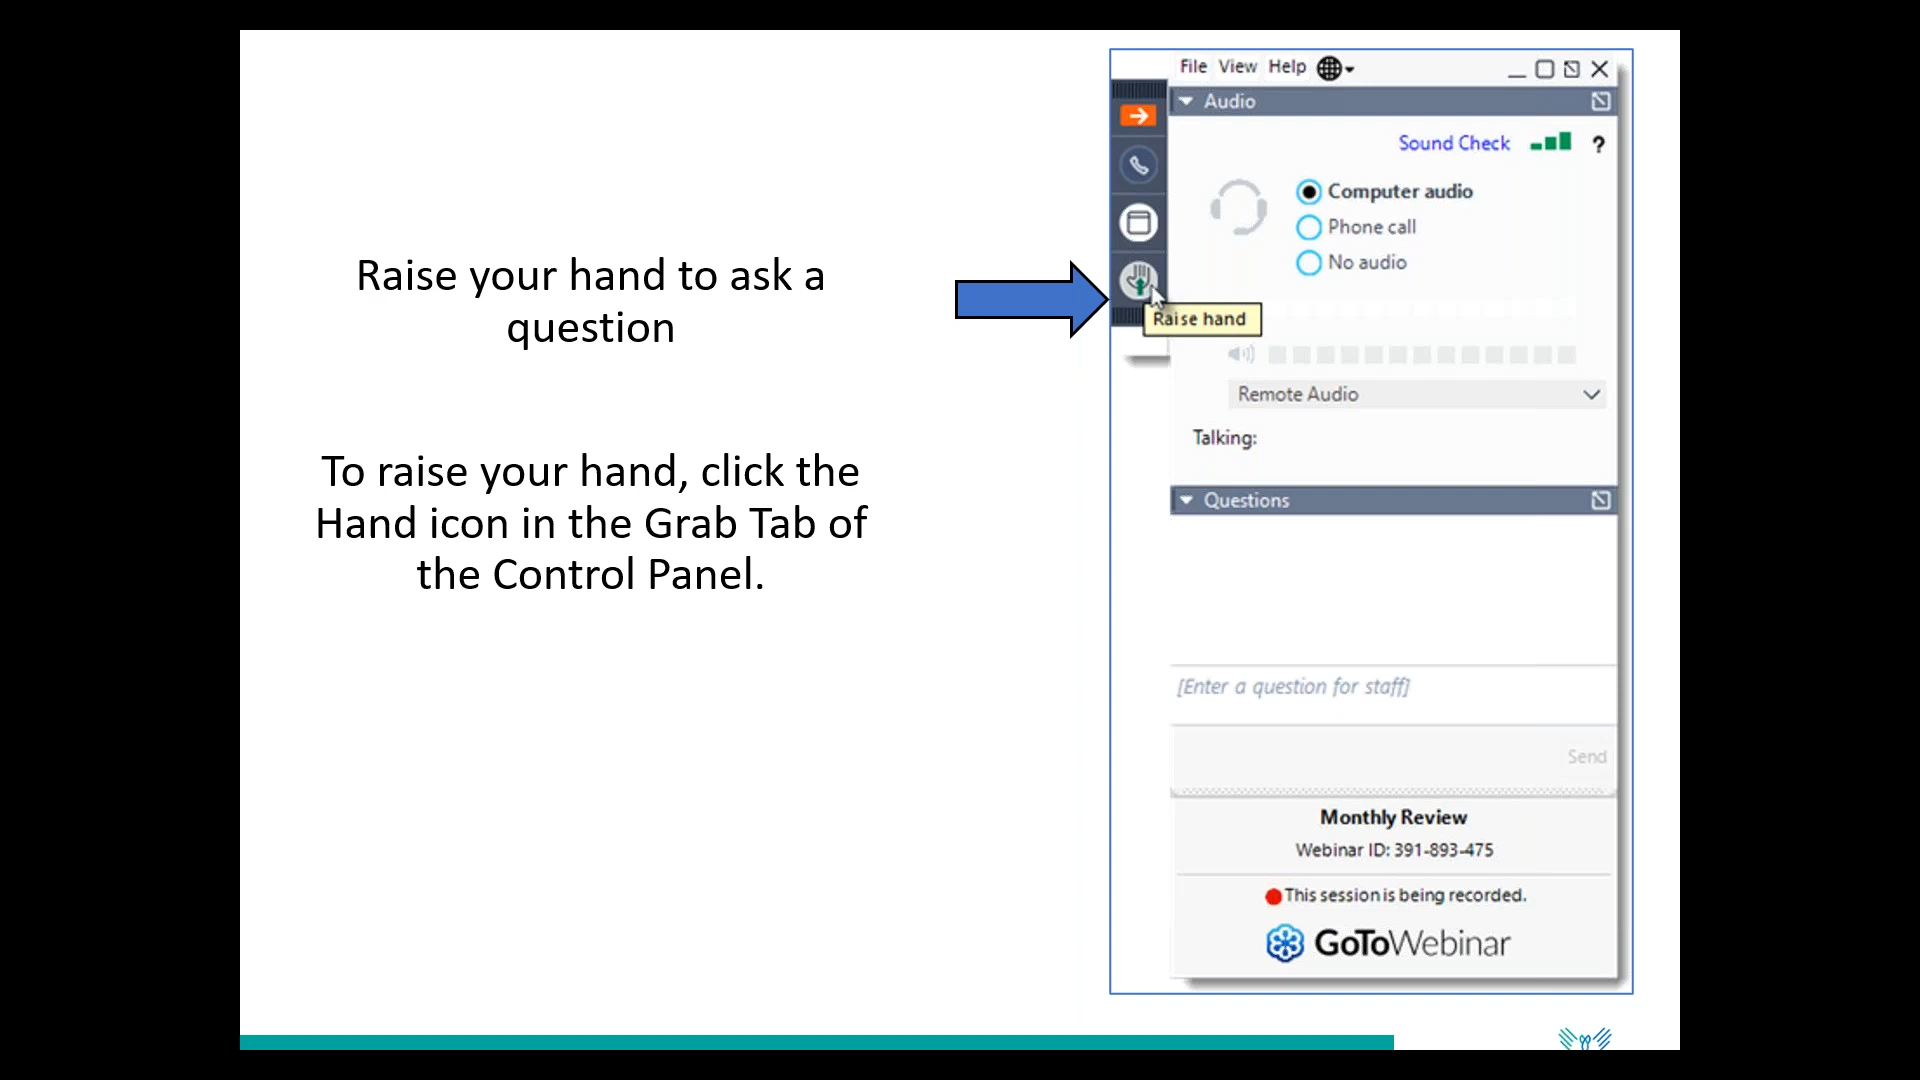 Raise your hand to ask a
question
To raise your hand, click the
Hand icon in the Grab Tab of
the Control Panel.
File View Help
Audio
Sound Check ?
Computer audio
Phone call
No audio
Raise hand
Remote Audio
Talking:
Questions
[Enter a question for staff]
Send
Monthly Review
Webinar ID: 391-893-475
This session is being recorded.
GoToWebinar